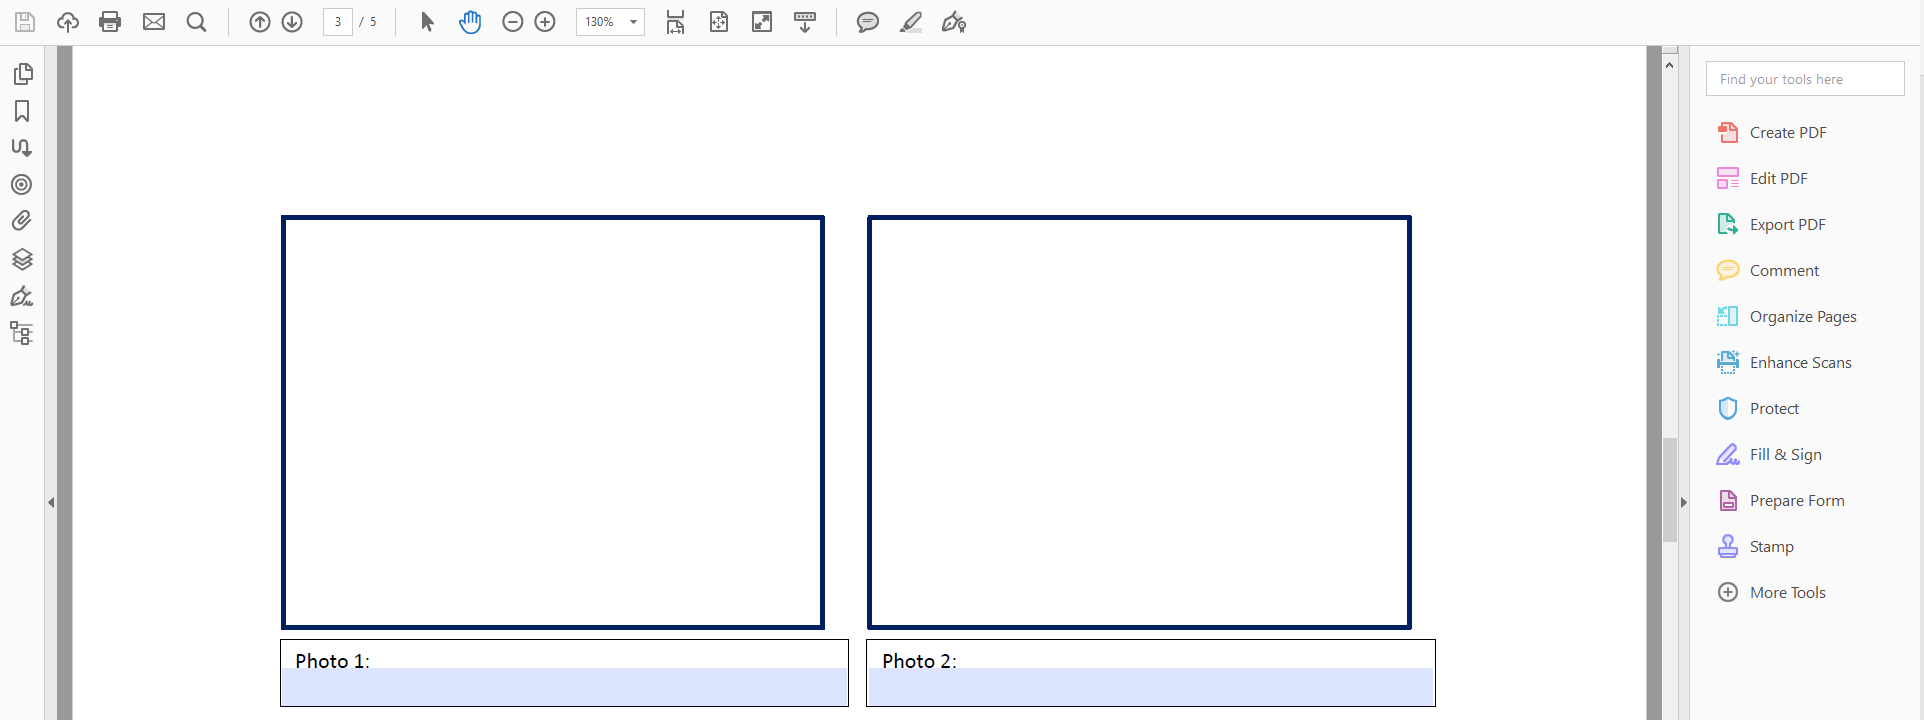 3 / 5
130%
Find your tools here
Create PDF
Edit PDF
Export PDF
Comment
Organize Pages
Enhance Scans
Protect
Fill & Sign
Prepare Form
Stamp
More Tools
Photo 1:
Photo 2: